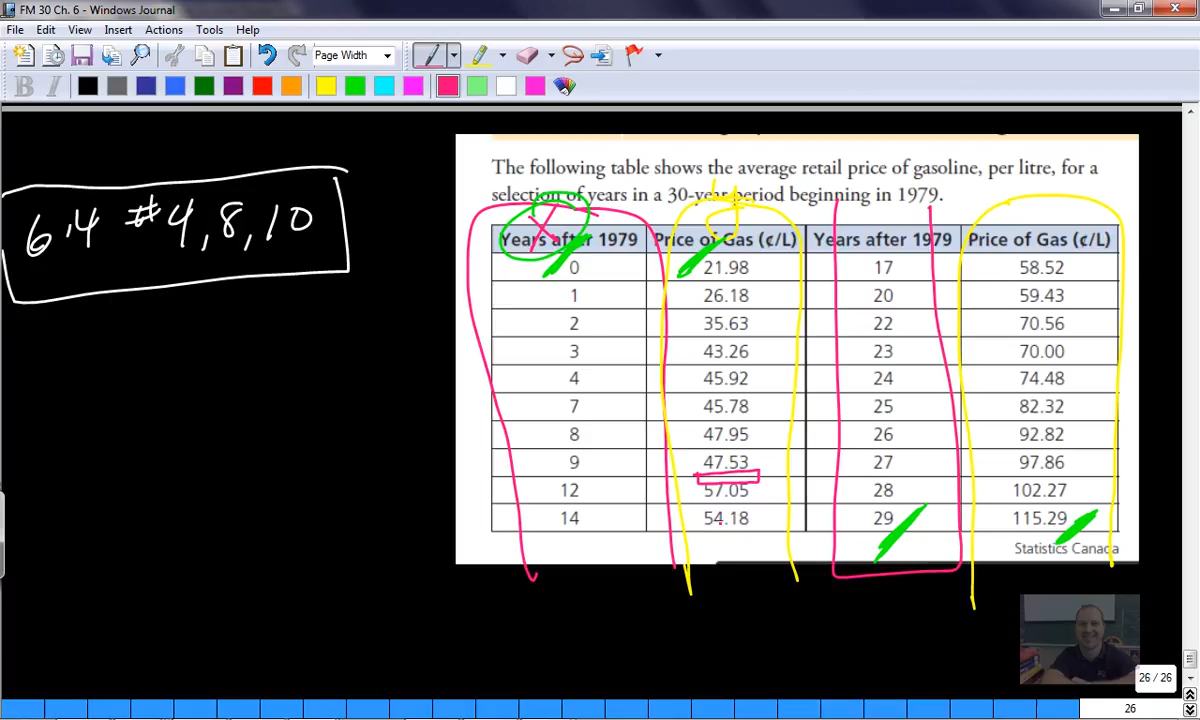 FM 30 Ch. 6 - Windows Journal
File Edit View Insert Actions Tools Help
Page Width
B I
6.4 #4,8,10
The following table shows the average retail price of gasoline, per litre, for a
selection of years in a 30-year period beginning in 1979.
x y
Years after 1979 Price of Gas (¢/L) Years after 1979 Price of Gas (¢/L)
0 21.98 17 58.52
1 26.18 20 59.43
2 35.63 22 70.56
3 43.26 23 70.00
4 45.92 24 74.48
7 45.78 25 82.32
8 47.95 26 92.82
9 47.53 27 97.86
12 57.05 28 102.27
14 54.18 29 115.29
Statistics Canada
26 / 26
26